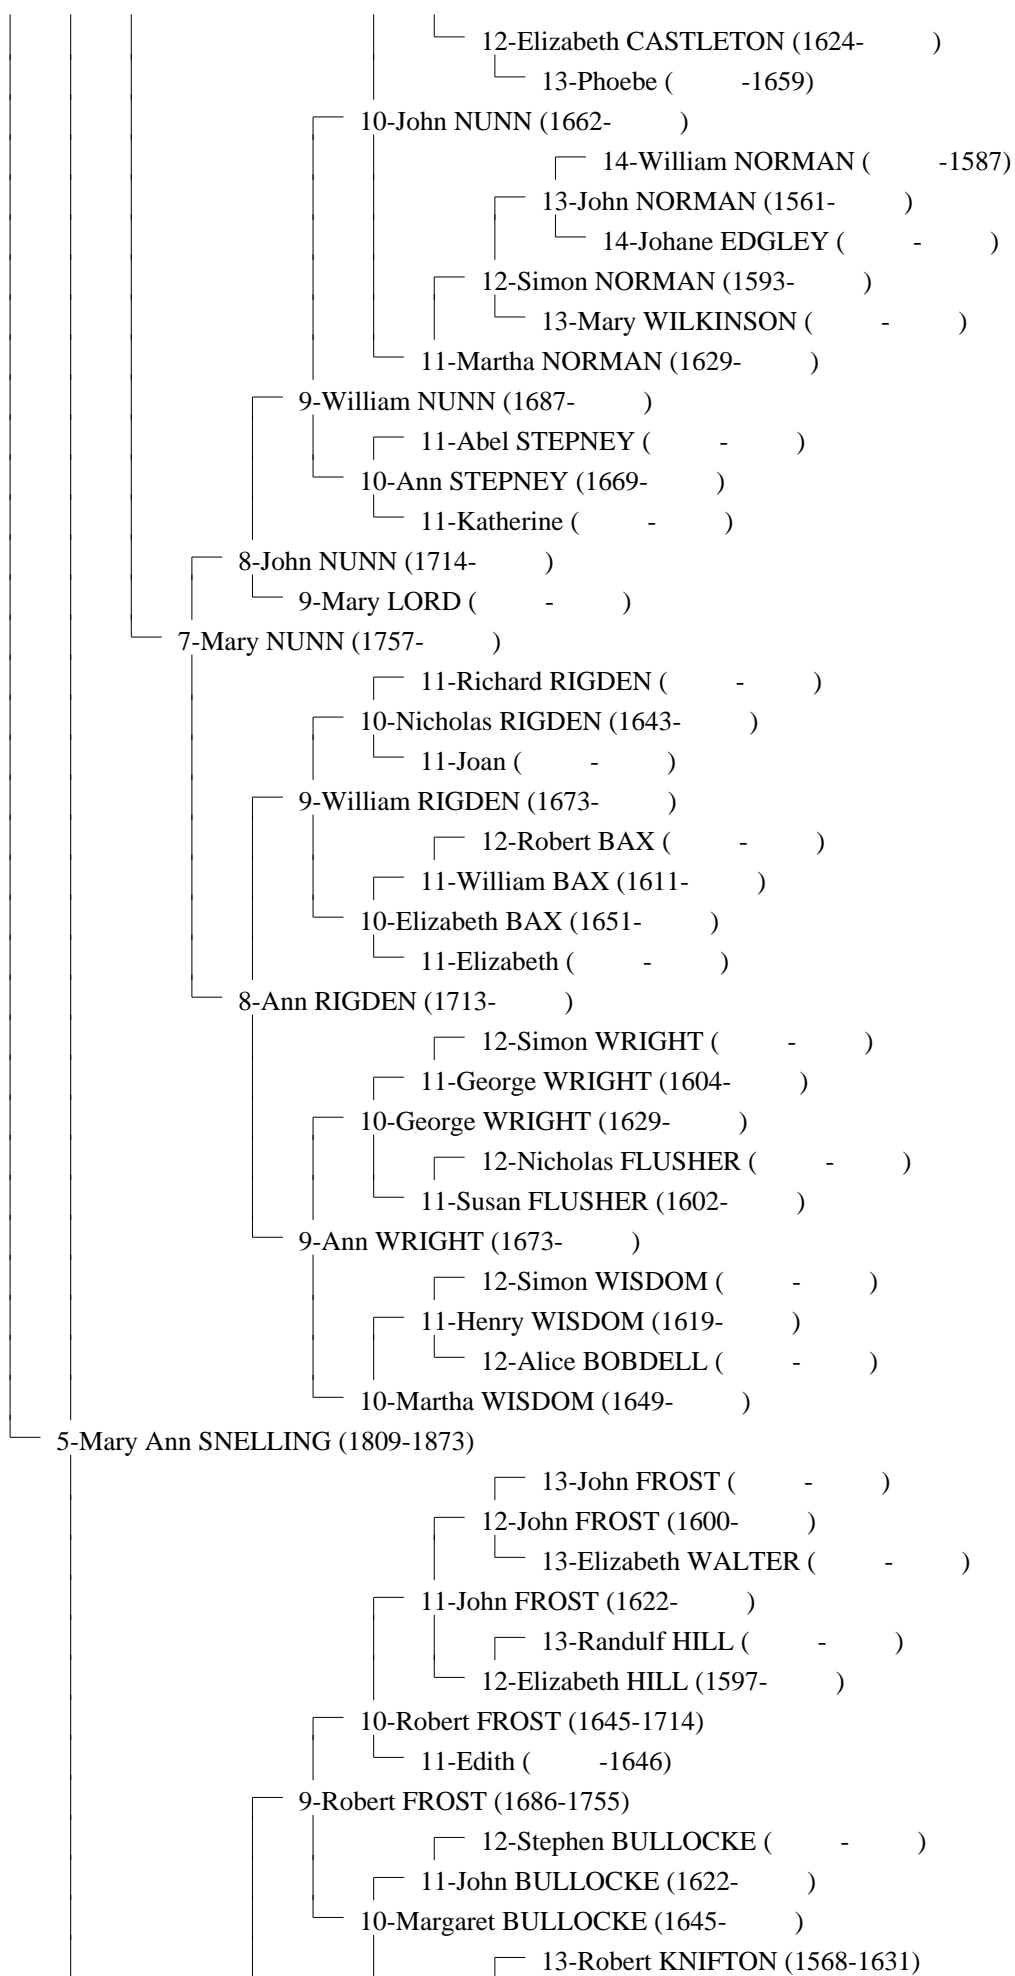 12-Elizabeth CASTLETON (1624- )
13-Phoebe ( -1659)
10-John NUNN (1662- )
14-William NORMAN ( -1587)
13-John NORMAN (1561- )
14-Johane EDGLEY ( - )
12-Simon NORMAN (1593- )
13-Mary WILKINSON ( - )
11-Martha NORMAN (1629- )
9-William NUNN (1687- )
11-Abel STEPNEY ( - )
10-Ann STEPNEY (1669- )
11-Katherine ( - )
8-John NUNN (1714- )
9-Mary LORD ( - )
7-Mary NUNN (1757- )
11-Richard RIGDEN ( - )
10-Nicholas RIGDEN (1643- )
11-Joan ( - )
9-William RIGDEN (1673- )
12-Robert BAX ( - )
11-William BAX (1611- )
10-Elizabeth BAX (1651- )
11-Elizabeth ( - )
8-Ann RIGDEN (1713- )
12-Simon WRIGHT ( - )
11-George WRIGHT (1604- )
10-George WRIGHT (1629- )
12-Nicholas FLUSHER ( - )
11-Susan FLUSHER (1602- )
9-Ann WRIGHT (1673- )
12-Simon WISDOM ( - )
11-Henry WISDOM (1619- )
12-Alice BOBDELL ( - )
10-Martha WISDOM (1649- )
5-Mary Ann SNELLING (1809-1873)
13-John FROST ( - )
12-John FROST (1600- )
13-Elizabeth WALTER ( - )
11-John FROST (1622- )
13-Randulf HILL ( - )
12-Elizabeth HILL (1597- )
10-Robert FROST (1645-1714)
11-Edith ( -1646)
9-Robert FROST (1686-1755)
12-Stephen BULLOCKE ( - )
11-John BULLOCKE (1622- )
10-Margaret BULLOCKE (1645- )
13-Robert KNIFTON (1568-1631)